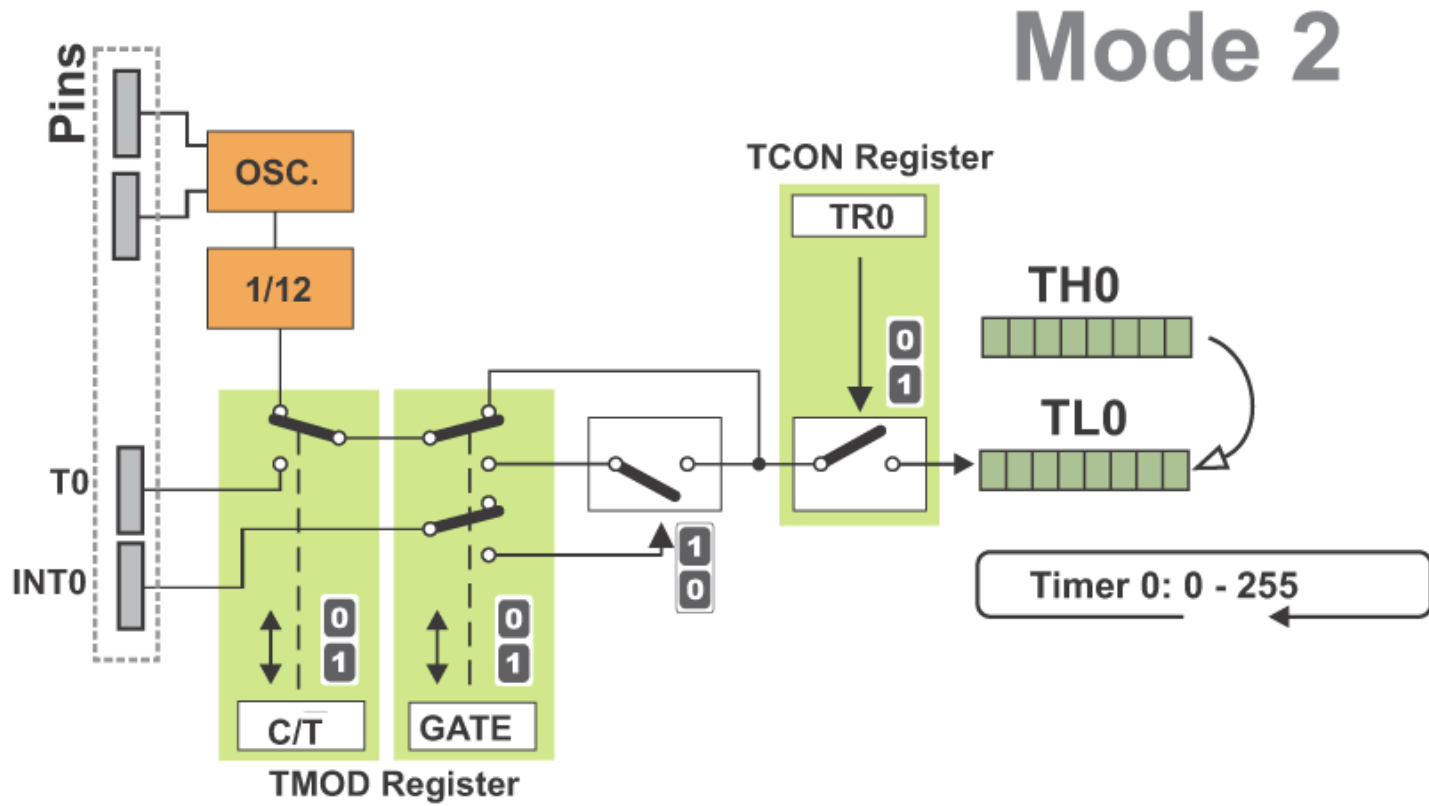 Mode 2
Pins
OSC.
1/12
TCON Register
TR0
0
1
TH0
TL0
T0
INT0
1
0
0
1
0
1
Timer 0: 0 - 255
C/T̅
GATE
TMOD Register